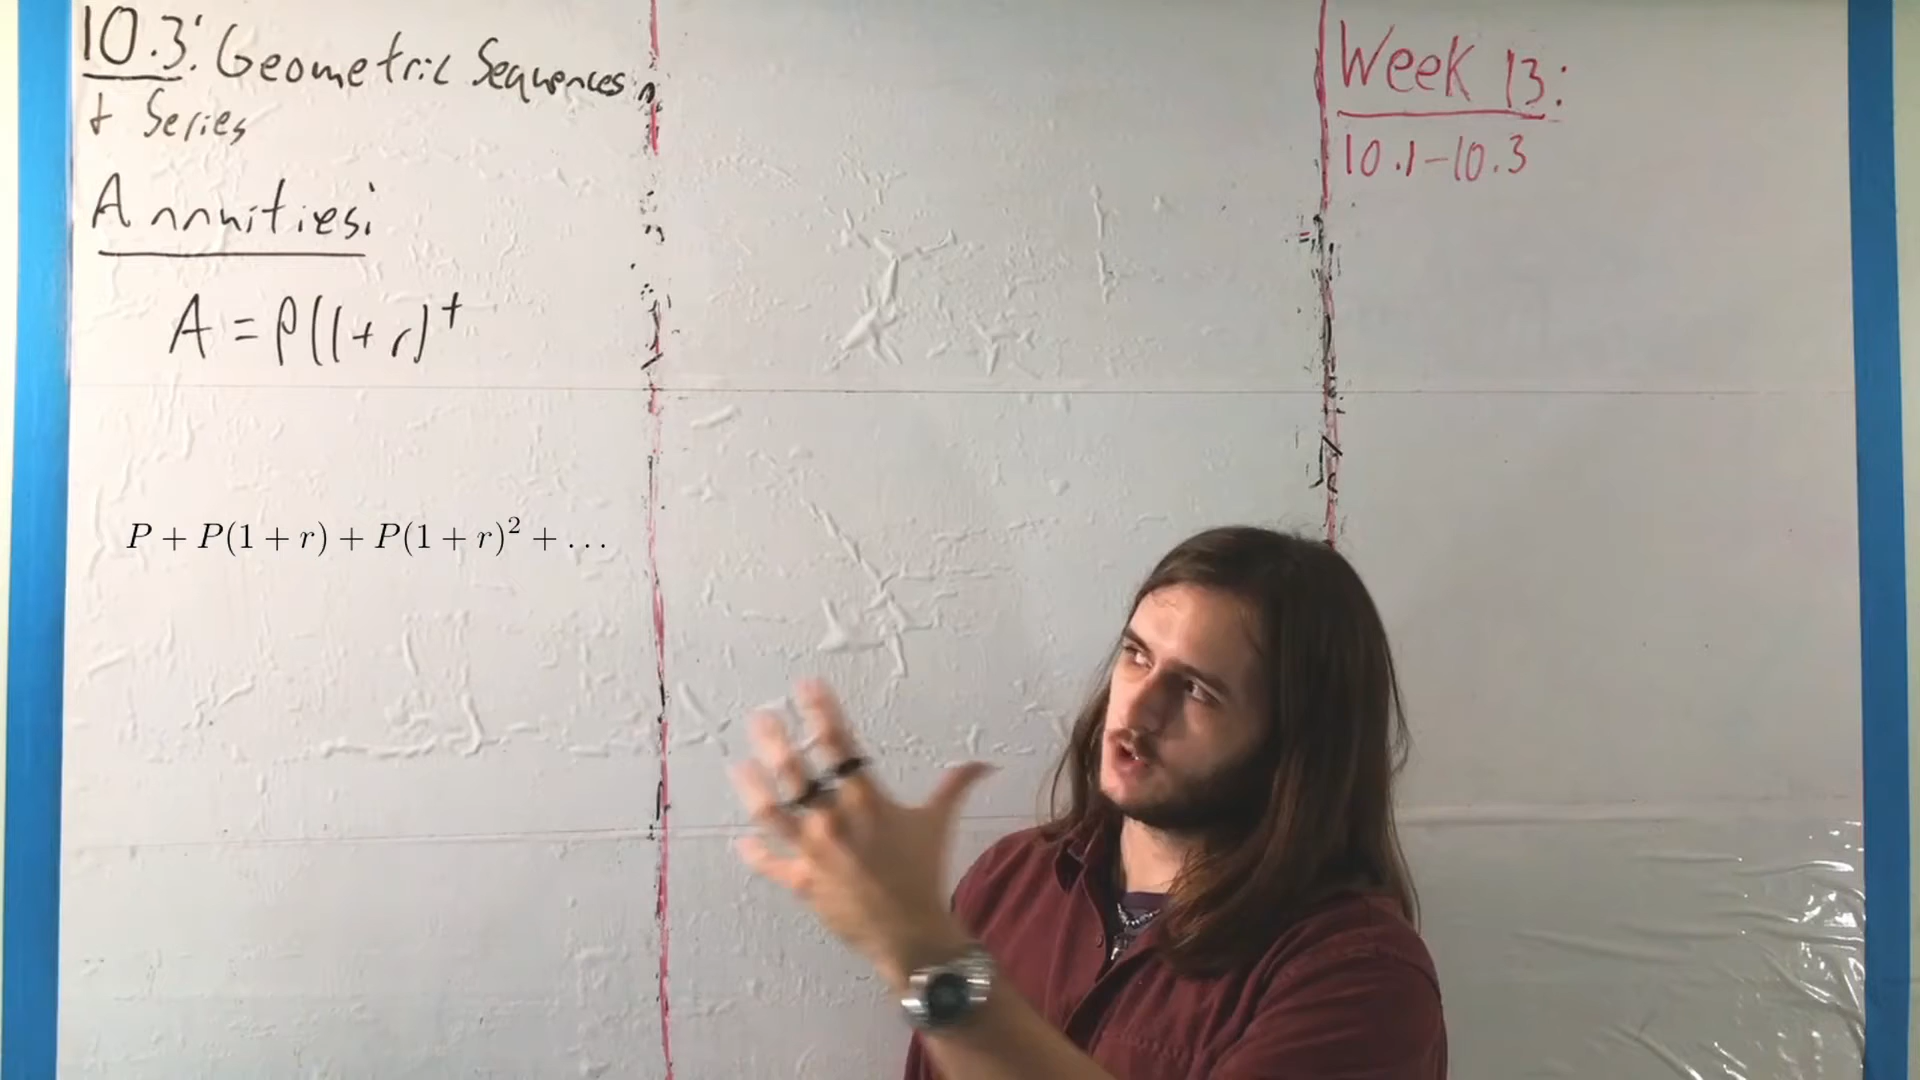 10.3: Geometric Sequences
+ Series
Annuities:
A = P(1+r)^t
P + P(1 + r) + P(1 + r)^2 + ...
Week 13:
10.1-10.3